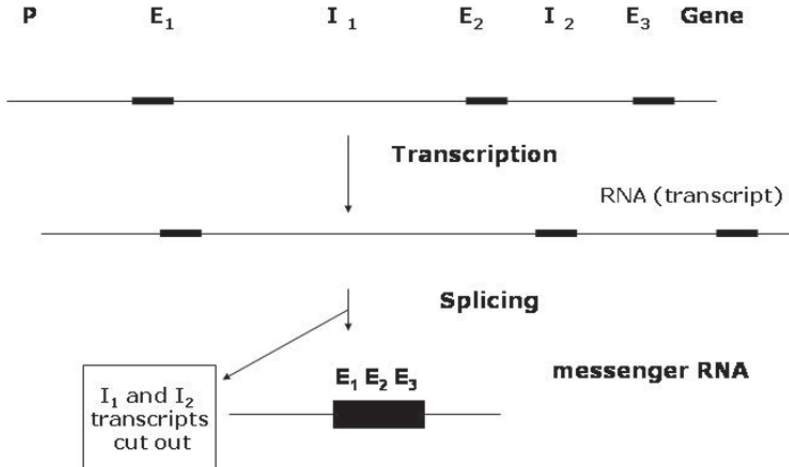 P E₁ I ₁ E₂ I ₂ E₃ Gene
Transcription
RNA (transcript)
Splicing
E₁ E₂ E₃
messenger RNA
I₁ and I₂
transcripts
cut out